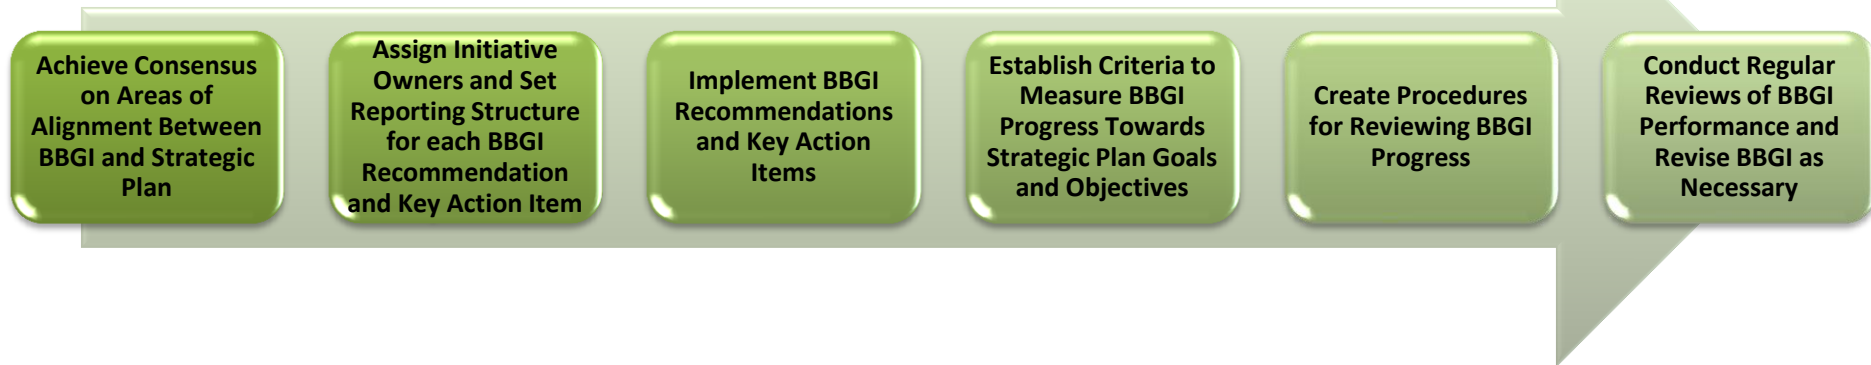 Achieve Consensus
on Areas of
Alignment Between
BBGI and Strategic
Plan
Assign Initiative
Owners and Set
Reporting Structure
for each BBGI
Recommendation
and Key Action Item
Implement BBGI
Recommendations
and Key Action
Items
Establish Criteria to
Measure BBGI
Progress Towards
Strategic Plan Goals
and Objectives
Create Procedures
for Reviewing BBGI
Progress
Conduct Regular
Reviews of BBGI
Performance and
Revise BBGI as
Necessary